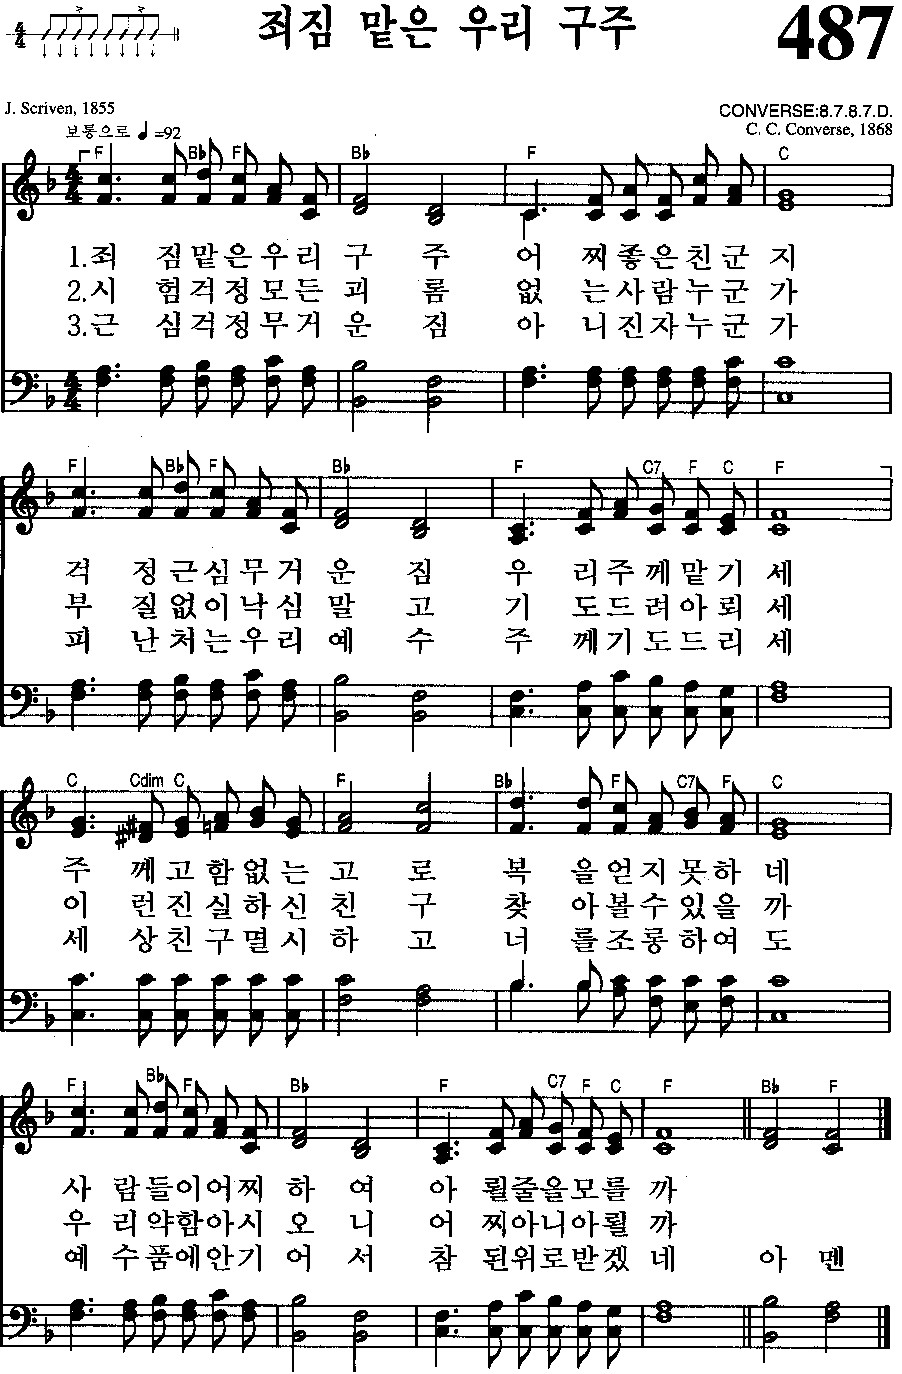 죄짐 맡은 우리 구주
487
J. Scriven, 1855
CONVERSE:8.7.8.7.D.
보통으로 ♩=92
C. C. Converse, 1868
F B♭ F B♭ F C
1.죄 짐맡은우리 구 주 어 찌좋은친군 지
2.시 험걱정모든 괴 롬 없 는사람누군 가
3.근 심걱정무거 운 짐 아 니진자누군 가
F B♭ F B♭ F C7 F C F
걱 정근심무거 운 짐 우 리주께맡기 세
부 질없이낙심 말 고 기 도드려아뢰 세
피 난처는우리 예 수 주 께기도드리 세
C Cdim C F B♭ F C7 F C
주 께고함없는 고 로 복 을얻지못하 네
이 런진실하신 친 구 찾 아볼수있을 까
세 상친구멸시 하 고 너 를조롱하여 도
F B♭ F B♭ F C7 F C F B♭ F
사 람들이어찌 하 여 아 뢸줄을모를 까
우 리약함아시 오 니 어 찌아니아뢸 까
예 수품에안기 어 서 참 된위로받겠 네 아 멘